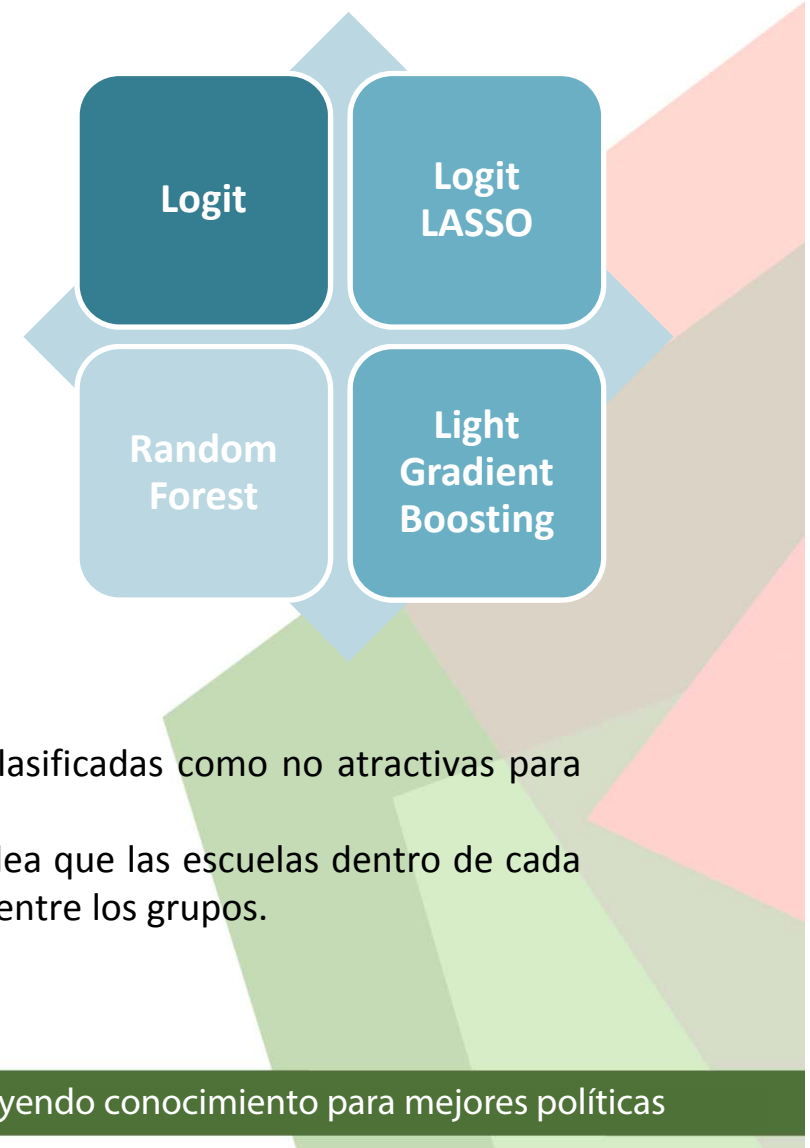 Logit
Logit
LASSO
Random
Forest
Light
Gradient
Boosting
lasificadas como no atractivas para
dea que las escuelas dentro de cada
entre los grupos.
yendo conocimiento para mejores políticas